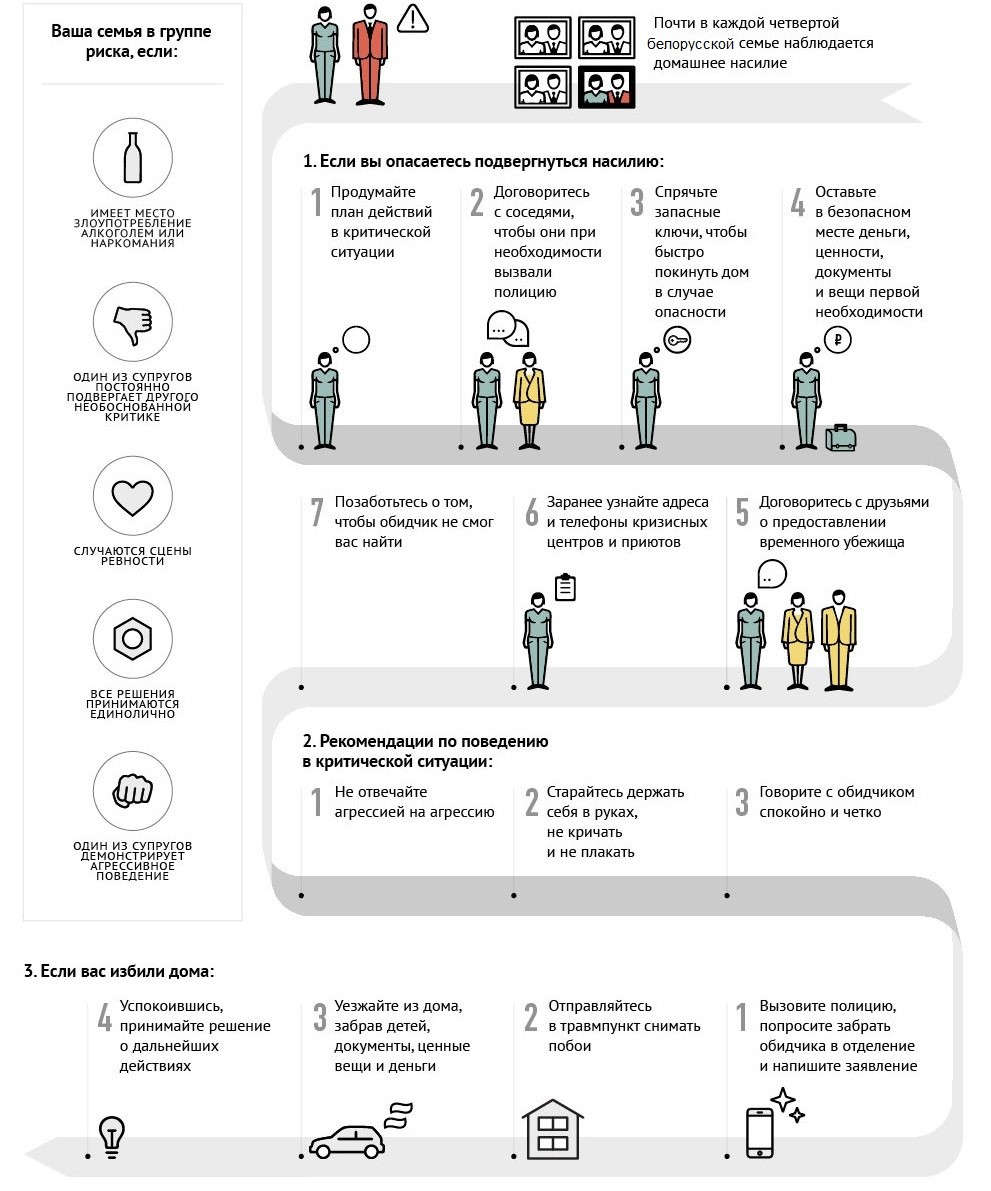 Ваша семья в группе
риска, если:
ИМЕЕТ МЕСТО
ЗЛОУПОТРЕБЛЕНИЕ
АЛКОГОЛЕМ ИЛИ
НАРКОМАНИЯ
ОДИН ИЗ СУПРУГОВ
ПОСТОЯННО
ПОДВЕРГАЕТ ДРУГОГО
НЕОБОСНОВАННОЙ
КРИТИКЕ
СЛУЧАЮТСЯ СЦЕНЫ
РЕВНОСТИ
ВСЕ РЕШЕНИЯ
ПРИНИМАЮТСЯ
ЕДИНОЛИЧНО
ОДИН ИЗ СУПРУГОВ
ДЕМОНСТРИРУЕТ
АГРЕССИВНОЕ
ПОВЕДЕНИЕ
Почти в каждой четвертой
белорусской семье наблюдается
домашнее насилие
1. Если вы опасаетесь подвергнуться насилию:
1 Продумайте
план действий
в критической
ситуации
2 Договоритесь
с соседями,
чтобы они при
необходимости
вызвали
полицию
3 Спрячьте
запасные
ключи, чтобы
быстро
покинуть дом
в случае
опасности
4 Оставьте
в безопасном
месте деньги,
ценности,
документы
и вещи первой
необходимости
₽
5 Договоритесь с друзьями
о предоставлении
временного убежища
6 Заранее узнайте адреса
и телефоны кризисных
центров и приютов
7 Позаботьтесь о том,
чтобы обидчик не смог
вас найти
2. Рекомендации по поведению
в критической ситуации:
1 Не отвечайте
агрессией на агрессию
2 Старайтесь держать
себя в руках,
не кричать
и не плакать
3 Говорите с обидчиком
спокойно и четко
3. Если вас избили дома:
1 Вызовите полицию,
попросите забрать
обидчика в отделение
и напишите заявление
2 Отправляйтесь
в травмпункт снимать
побои
3 Уезжайте из дома,
забрав детей,
документы, ценные
вещи и деньги
4 Успокоившись,
принимайте решение
о дальнейших
действиях